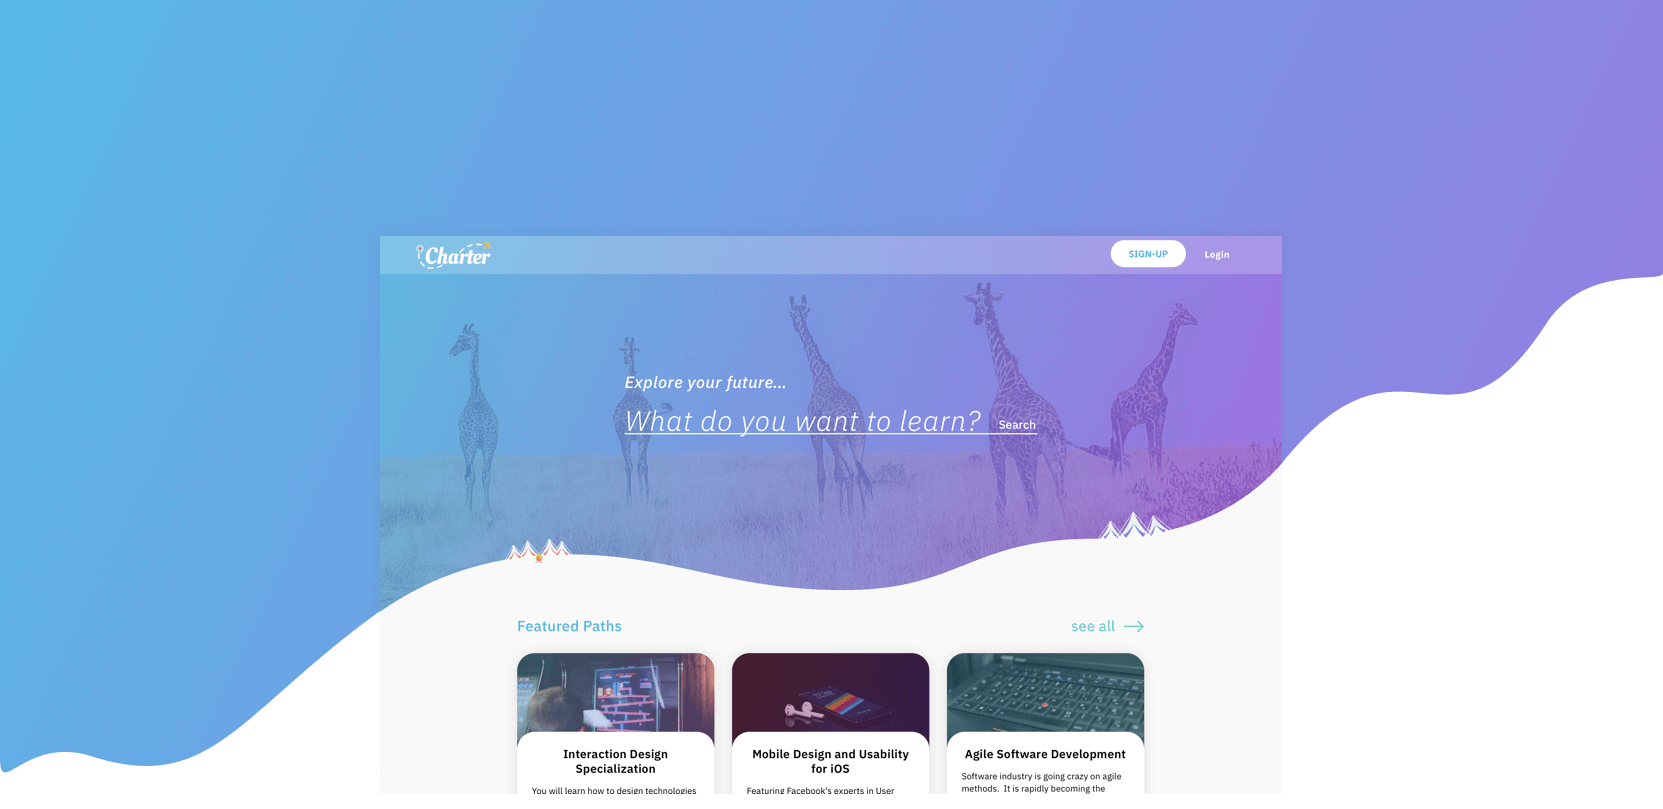 Charter
SIGN-UP
Login
Explore your future...
What do you want to learn?
Search
Featured Paths
see all
Interaction Design
Specialization
You will learn how to design technologies
Mobile Design and Usability
for iOS
Featuring Facebook's experts in User
Agile Software Development
Software industry is going crazy on agile
methods. It is rapidly becoming the